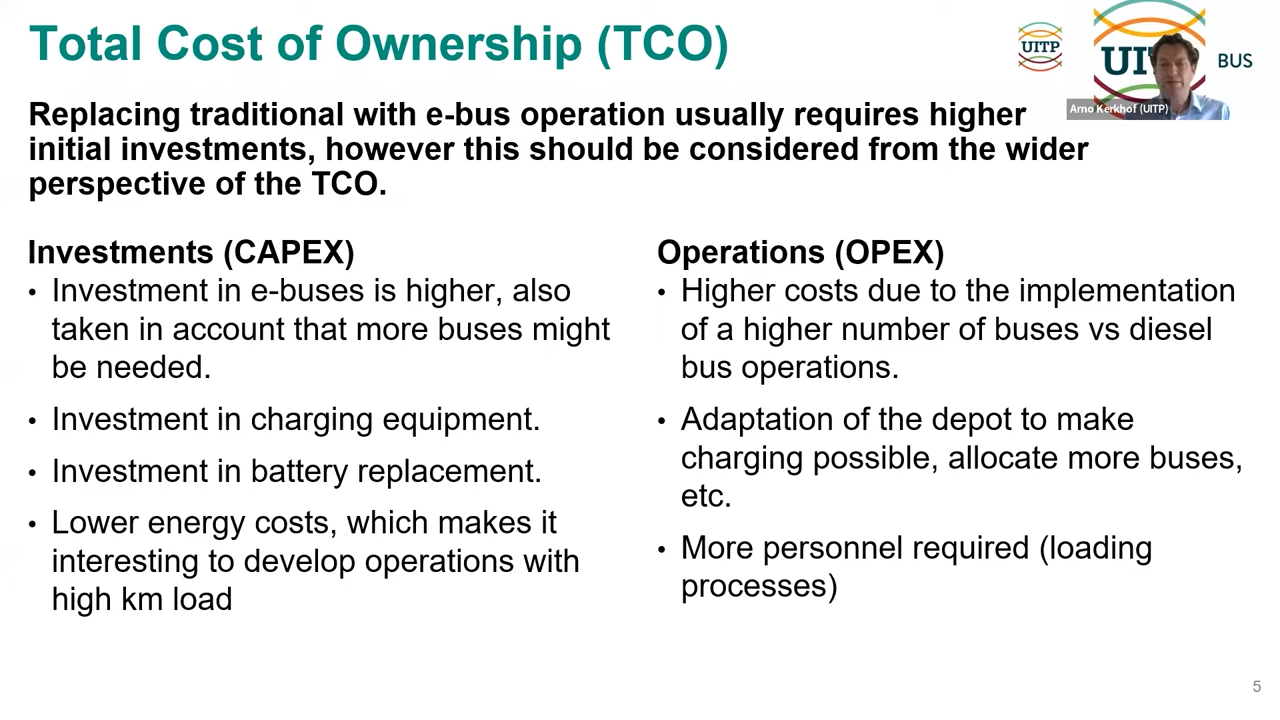 Total Cost of Ownership (TCO)
UITP
UI
BUS
Arno Kerkhof (UITP)
Replacing traditional with e-bus operation usually requires higher
initial investments, however this should be considered from the wider
perspective of the TCO.
Investments (CAPEX)
• Investment in e-buses is higher, also
taken in account that more buses might
be needed.
• Investment in charging equipment.
• Investment in battery replacement.
• Lower energy costs, which makes it
interesting to develop operations with
high km load
Operations (OPEX)
• Higher costs due to the implementation
of a higher number of buses vs diesel
bus operations.
• Adaptation of the depot to make
charging possible, allocate more buses,
etc.
• More personnel required (loading
processes)
5